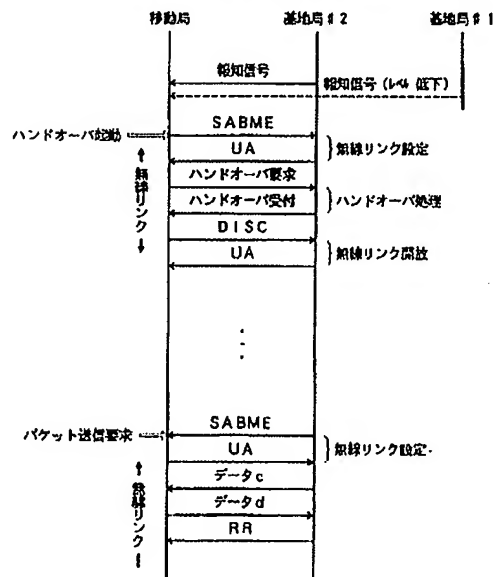 移動局 基地局♯2 基地局♯1
報知信号 報知信号(レベル 低下)
ハンドオーバ起動 SABME
UA 無線リンク設定
無線リンク
ハンドオーバ要求
ハンドオーバ受付 ハンドオーバ処理
DISC
UA 無線リンク開放
パケット送信要求 SABME
UA 無線リンク設定
無線リンク
データc
データd
RR